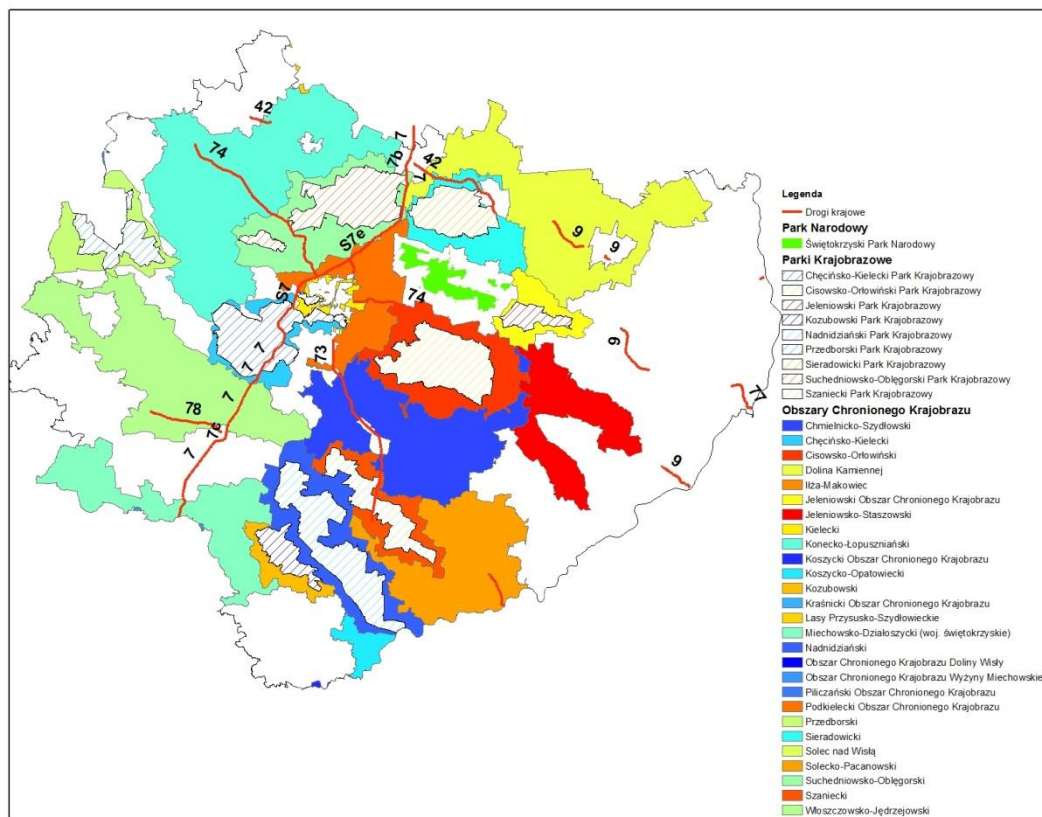 42
7
74
7b
42
7
S7e
9
9
S7
74
7
73
9
7
7
77
78
7c
7
9
Legenda
Drogi krajowe
Park Narodowy
Świętokrzyski Park Narodowy
Parki Krajobrazowe
Chęcińsko-Kielecki Park Krajobrazowy
Cisowsko-Orłowiński Park Krajobrazowy
Jeleniowski Park Krajobrazowy
Kozubowski Park Krajobrazowy
Nadnidziański Park Krajobrazowy
Przedborski Park Krajobrazowy
Sieradowicki Park Krajobrazowy
Suchedniowsko-Oblęgorski Park Krajobrazowy
Szaniecki Park Krajobrazowy
Obszary Chronionego Krajobrazu
Chmielnicko-Szydłowski
Chęcińsko-Kielecki
Cisowsko-Orłowiński
Dolina Kamiennej
Iłża-Makowiec
Jeleniowski Obszar Chronionego Krajobrazu
Jeleniowsko-Staszowski
Kielecki
Konecko-Łopuszniański
Koszycki Obszar Chronionego Krajobrazu
Koszycko-Opatowiecki
Kozubowski
Kraśnicki Obszar Chronionego Krajobrazu
Lasy Przysusko-Szydłowieckie
Miechowsko-Działoszycki (woj. świętokrzyskie)
Nadnidziański
Obszar Chronionego Krajobrazu Doliny Wisły
Obszar Chronionego Krajobrazu Wyżyny Miechowskie
Piliczański Obszar Chronionego Krajobrazu
Podkielecki Obszar Chronionego Krajobrazu
Przedborski
Sieradowicki
Solec nad Wisłą
Solecko-Pacanowski
Suchedniowsko-Oblęgorski
Szaniecki
Włoszczowsko-Jędrzejowski